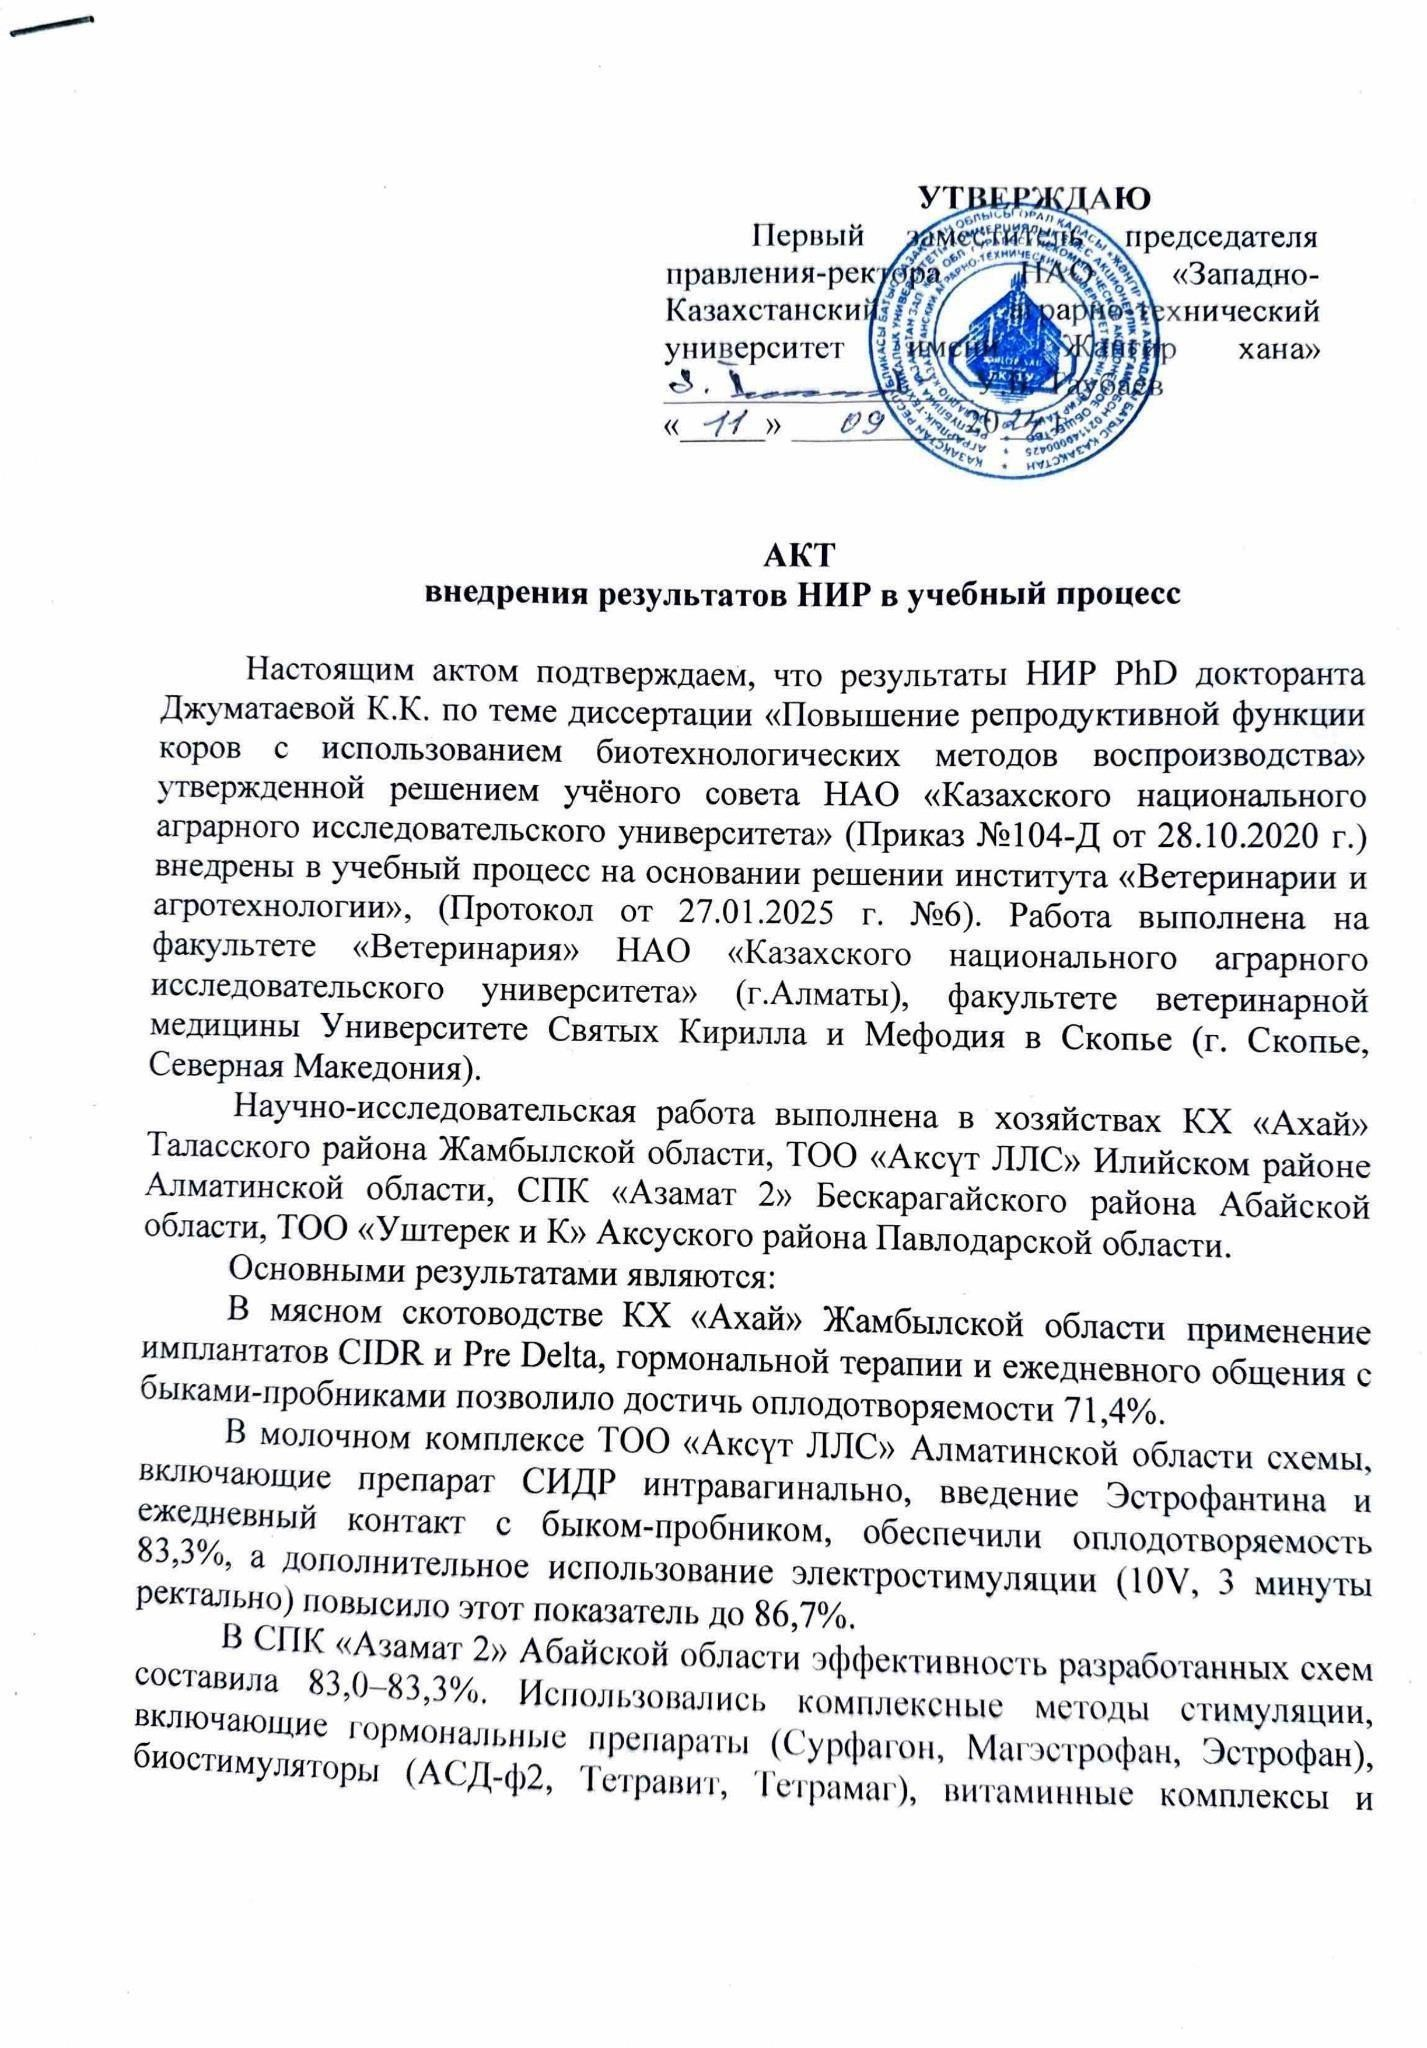 УТВЕРЖДАЮ
Первый заместитель председателя
правления-ректора НАО «Западно-
Казахстанский аграрно-технический
университет имени Жангир хана»
У.Б. Таубаев
« 11 » 09 2024 г.
АКТ
внедрения результатов НИР в учебный процесс
Настоящим актом подтверждаем, что результаты НИР PhD докторанта
Джуматаевой К.К. по теме диссертации «Повышение репродуктивной функции
коров с использованием биотехнологических методов воспроизводства»
утвержденной решением учёного совета НАО «Казахского национального
аграрного исследовательского университета» (Приказ №104-Д от 28.10.2020 г.)
внедрены в учебный процесс на основании решении института «Ветеринарии и
агротехнологии», (Протокол от 27.01.2025 г. №6). Работа выполнена на
факультете «Ветеринария» НАО «Казахского национального аграрного
исследовательского университета» (г.Алматы), факультете ветеринарной
медицины Университете Святых Кирилла и Мефодия в Скопье (г. Скопье,
Северная Македония).
Научно-исследовательская работа выполнена в хозяйствах КХ «Ахай»
Таласского района Жамбылской области, ТОО «Аксүт ЛЛС» Илийском районе
Алматинской области, СПК «Азамат 2» Бескарагайского района Абайской
области, ТОО «Уштерек и К» Аксуского района Павлодарской области.
Основными результатами являются:
В мясном скотоводстве КХ «Ахай» Жамбылской области применение
имплантатов CIDR и Pre Delta, гормональной терапии и ежедневного общения с
быками-пробниками позволило достичь оплодотворяемости 71,4%.
В молочном комплексе ТОО «Аксүт ЛЛС» Алматинской области схемы,
включающие препарат СИДР интравагинально, введение Эстрофантина и
ежедневный контакт с быком-пробником, обеспечили оплодотворяемость
83,3%, а дополнительное использование электростимуляции (10V, 3 минуты
ректально) повысило этот показатель до 86,7%.
В СПК «Азамат 2» Абайской области эффективность разработанных схем
составила 83,0–83,3%. Использовались комплексные методы стимуляции,
включающие гормональные препараты (Сурфагон, Магэстрофан, Эстрофан),
биостимуляторы (АСД-ф2, Тетравит, Тетрамаг), витаминные комплексы и